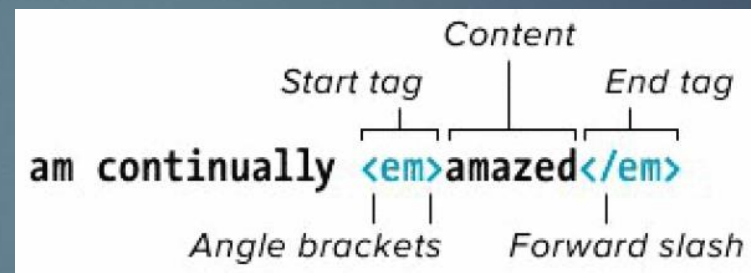 Content
Start tag End tag
am continually <em>amazed</em>
Angle brackets Forward slash